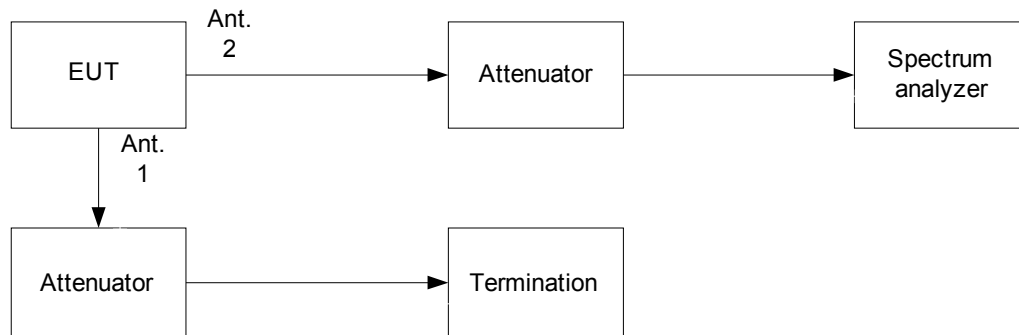 Ant.
2
EUT
Attenuator
Spectrum
analyzer
Ant.
1
Attenuator
Termination